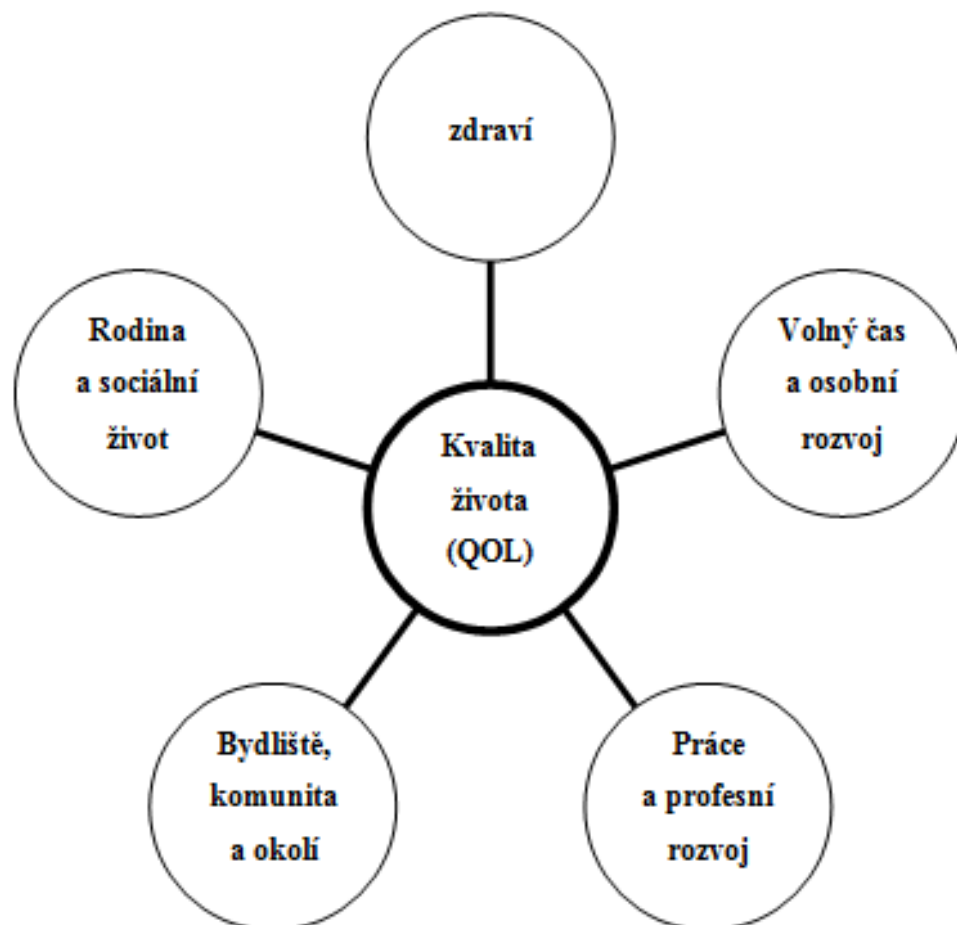 zdraví
Rodina
a sociální
život
Volný čas
a osobní
rozvoj
Kvalita
života
(QOL)
Bydliště,
komunita
a okolí
Práce
a profesní
rozvoj